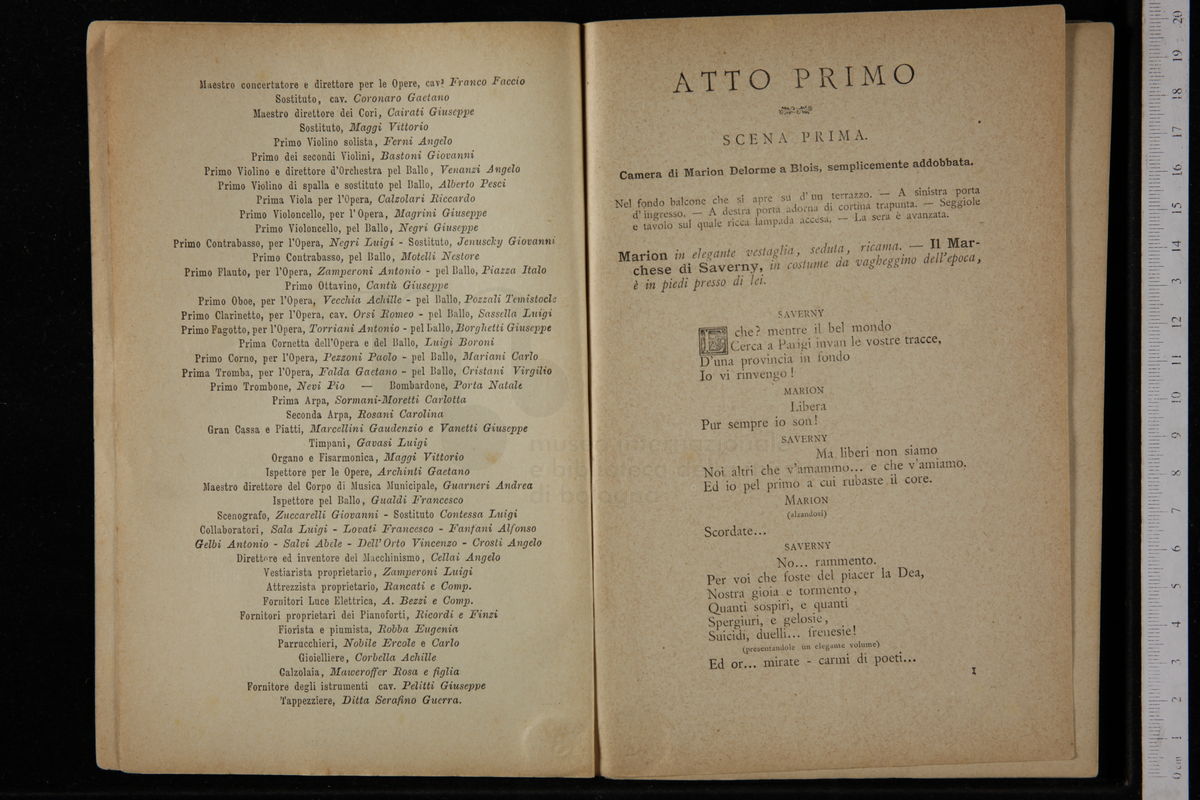 Maestro concertatore e direttore per le Opere, cav. Franco Faccio
Sostituto, cav. Coronaro Gaetano
Maestro direttore dei Cori, Cairati Giuseppe
Sostituto, Maggi Vittorio
Primo Violino solista, Ferni Angelo
Primo dei secondi Violini, Bastoni Giovanni
Primo Violino e direttore d'Orchestra pel Ballo, Venanzi Angelo
Primo Violino di spalla e sostituto pel Ballo, Alberto Pesci
Prima Viola per l'Opera, Calzolari Riccardo
Primo Violoncello, per l'Opera, Magrini Giuseppe
Primo Violoncello, pel Ballo, Negri Giuseppe
Primo Contrabasso, per l'Opera, Negri Luigi - Sostituto, Jenuscky Giovanni
Primo Contrabasso, pel Ballo, Motelli Nestore
Primo Flauto, per l'Opera, Zamperoni Antonio - pel Ballo, Piazza Italo
Primo Ottavino, Cantù Giuseppe
Primo Oboe, per l'Opera, Vecchia Achille - pel Ballo, Pozzali Temistocle
Primo Clarinetto, per l'Opera, cav. Orsi Romeo - pel Ballo, Sassella Luigi
Primo Fagotto, per l'Opera, Torriani Antonio - pel Ballo, Borghetti Giuseppe
Prima Cornetta dell'Opera e del Ballo, Luigi Boroni
Primo Corno, per l'Opera, Pezzoni Paolo - pel Ballo, Mariani Carlo
Prima Tromba, per l'Opera, Falda Gaetano - pel Ballo, Cristani Virgilio
Primo Trombone, Nevi Pio — Bombardone, Porta Natale
Prima Arpa, Sormani-Moretti Carlotta
Seconda Arpa, Rosani Carolina
Gran Cassa e Piatti, Marcellini Gaudenzio e Vanetti Giuseppe
Timpani, Gavasi Luigi
Organo e Fisarmonica, Maggi Vittorio
Ispettore per le Opere, Archinti Gaetano
Maestro direttore del Corpo di Musica Municipale, Guarneri Andrea
Ispettore pel Ballo, Gualdi Francesco
Scenografo, Zuccarelli Giovanni - Sostituto Contessa Luigi
Collaboratori, Sala Luigi - Lovati Francesco - Fanfani Alfonso
Gelbi Antonio - Salvi Abele - Dell'Orto Vincenzo - Crosti Angelo
Direttore ed inventore del Macchinismo, Cellai Angelo
Vestiarista proprietario, Zamperoni Luigi
Attrezzista proprietario, Rancati e Comp.
Fornitori Luce Elettrica, A. Bezzi e Comp.
Fornitori proprietari dei Pianoforti, Ricordi e Finzi
Fiorista e piumista, Robba Eugenia
Parrucchieri, Nobile Ercole e Carlo
Gioielliere, Corbella Achille
Calzolaia, Maweroffer Rosa e figlia
Fornitore degli istrumenti cav. Pelitti Giuseppe
Tappezziere, Ditta Serafino Guerra.
ATTO PRIMO
SCENA PRIMA.
Camera di Marion Delorme a Blois, semplicemente addobbata.
Nel fondo balcone che si apre su d'un terrazzo. — A sinistra porta
d'ingresso. — A destra porta adorna di cortina trapunta. — Seggiole
e tavolo sul quale ricca lampada accesa. — La sera è avanzata.
Marion in elegante vestaglia, seduta, ricama. — Il Mar-
chese di Saverny, in costume da vagheggino dell'epoca,
è in piedi presso di lei.
SAVERNY
E che? mentre il bel mondo
Cerca a Parigi invan le vostre tracce,
D'una provincia in fondo
Io vi rinvengo!
MARION
Libera
Pur sempre io son!
SAVERNY
Ma liberi non siamo
Noi altri che v'amammo... e che v'amiamo.
Ed io pel primo a cui rubaste il core.
MARION
(alzandosi)
Scordate...
SAVERNY
No... rammento.
Per voi che foste del piacer la Dea,
Nostra gioia e tormento,
Quanti sospiri, e quanti
Spergiuri, e gelosie,
Suicidi, duelli... frenesie!
(presentandole un elegante volume)
Ed or... mirate - carmi di poeti...
1